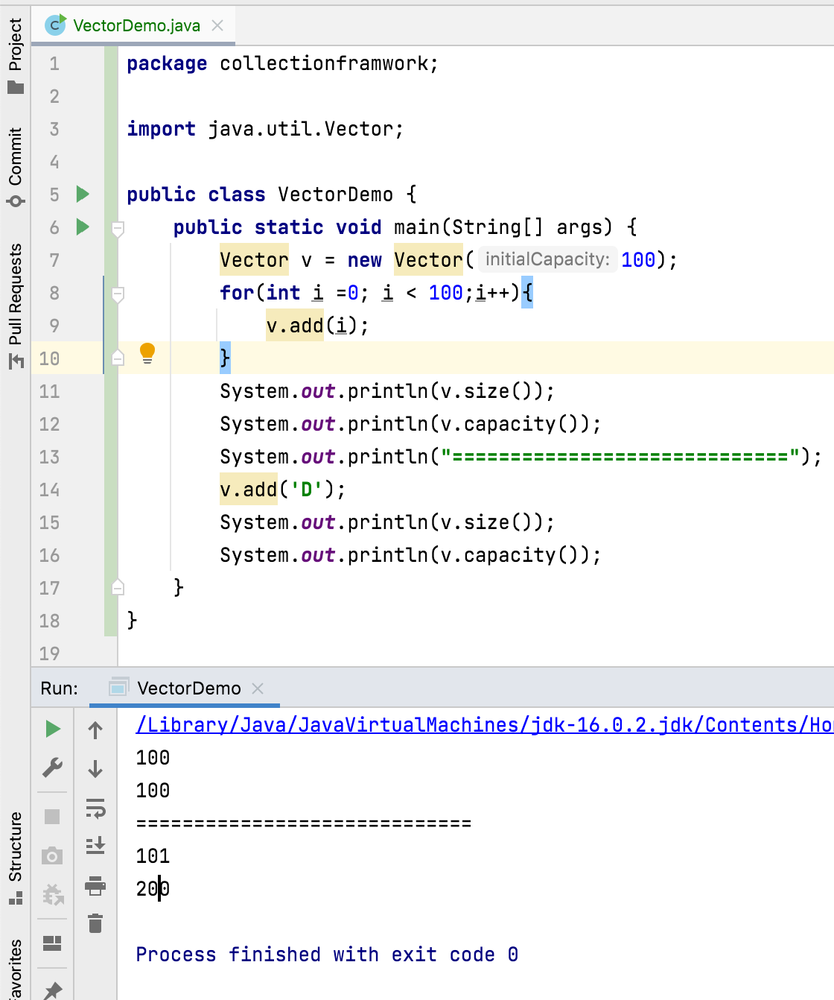 Project
Commit
Pull Requests
Structure
VectorDemo.java
1 package collectionframwork;
2
3 import java.util.Vector;
4
5 public class VectorDemo {
6 public static void main(String[] args) {
7 Vector v = new Vector( initialCapacity: 100);
8 for(int i =0; i < 100;i++){
9 v.add(i);
10 }
11 System.out.println(v.size());
12 System.out.println(v.capacity());
13 System.out.println("=============================");
14 v.add('D');
15 System.out.println(v.size());
16 System.out.println(v.capacity());
17 }
18 }
19
Run: VectorDemo
/Library/Java/JavaVirtualMachines/jdk-16.0.2.jdk/Contents/Ho
100
100
=============================
101
200
Process finished with exit code 0
avorites